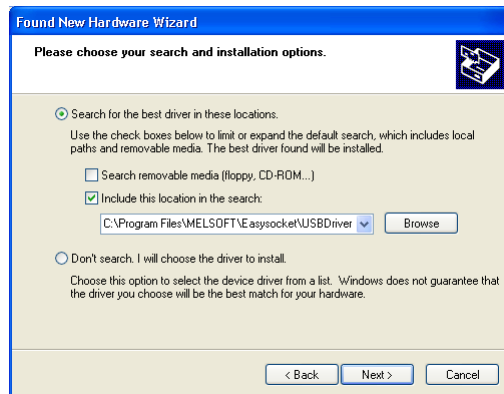 Found New Hardware Wizard
Please choose your search and installation options.
Search for the best driver in these locations.
Use the check boxes below to limit or expand the default search, which includes local
paths and removable media. The best driver found will be installed.
Search removable media (floppy, CD-ROM...)
Include this location in the search:
C:\Program Files\MELSOFT\Easysocket\USBDriver
Browse
Don't search. I will choose the driver to install.
Choose this option to select the device driver from a list. Windows does not guarantee that
the driver you choose will be the best match for your hardware.
< Back
Next >
Cancel